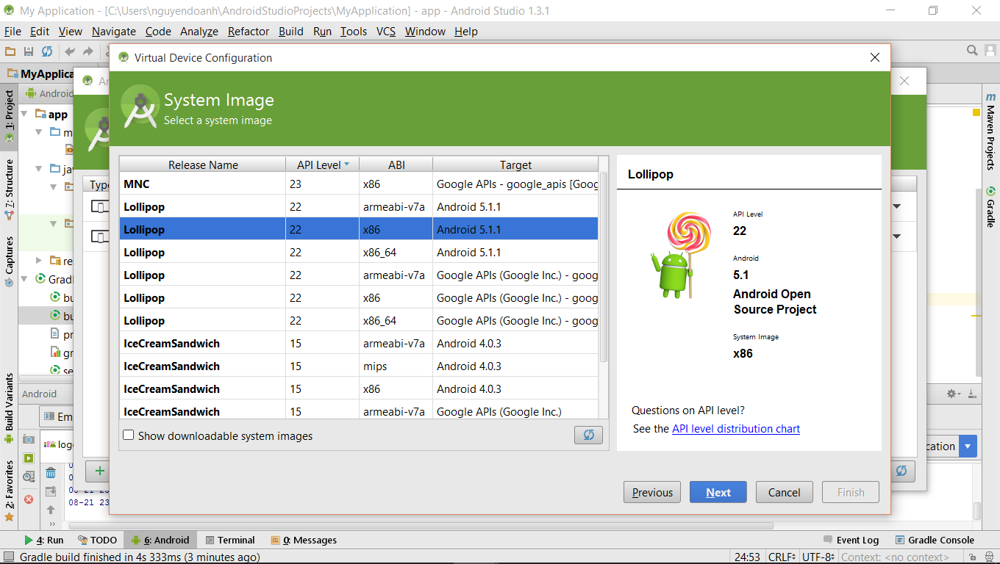 My Application - [C:\Users\nguyendoanh\AndroidStudioProjects\MyApplication] - app - Android Studio 1.3.1
File Edit View Navigate Code Analyze Refactor Build Run Tools VCS Window Help
MyApplica
Android
1: Project
7: Structure
Captures
Build Variants
2: Favorites
app
m
ja
re
Gradl
bu
bu
pr
gr
se
Android
Em
logc
08-21 23
08-21 23
Type
Virtual Device Configuration
System Image
Select a system image
Release Name API Level ABI Target
MNC 23 x86 Google APIs - google_apis [Goog
Lollipop 22 armeabi-v7a Android 5.1.1
Lollipop 22 x86 Android 5.1.1
Lollipop 22 x86_64 Android 5.1.1
Lollipop 22 armeabi-v7a Google APIs (Google Inc.) - goog
Lollipop 22 x86 Google APIs (Google Inc.) - goog
Lollipop 22 x86_64 Google APIs (Google Inc.) - goog
IceCreamSandwich 15 armeabi-v7a Android 4.0.3
IceCreamSandwich 15 mips Android 4.0.3
IceCreamSandwich 15 x86 Android 4.0.3
IceCreamSandwich 15 armeabi-v7a Google APIs (Google Inc.)
Show downloadable system images
Lollipop
API Level
22
Android
5.1
Android Open
Source Project
System Image
x86
Questions on API level?
See the API level distribution chart
Previous Next Cancel Finish
m Maven Projects
Gradle
cation
4: Run TODO 6: Android Terminal 0: Messages Event Log Gradle Console
Gradle build finished in 4s 333ms (3 minutes ago) 24:53 CRLF UTF-8 Context: <no context>